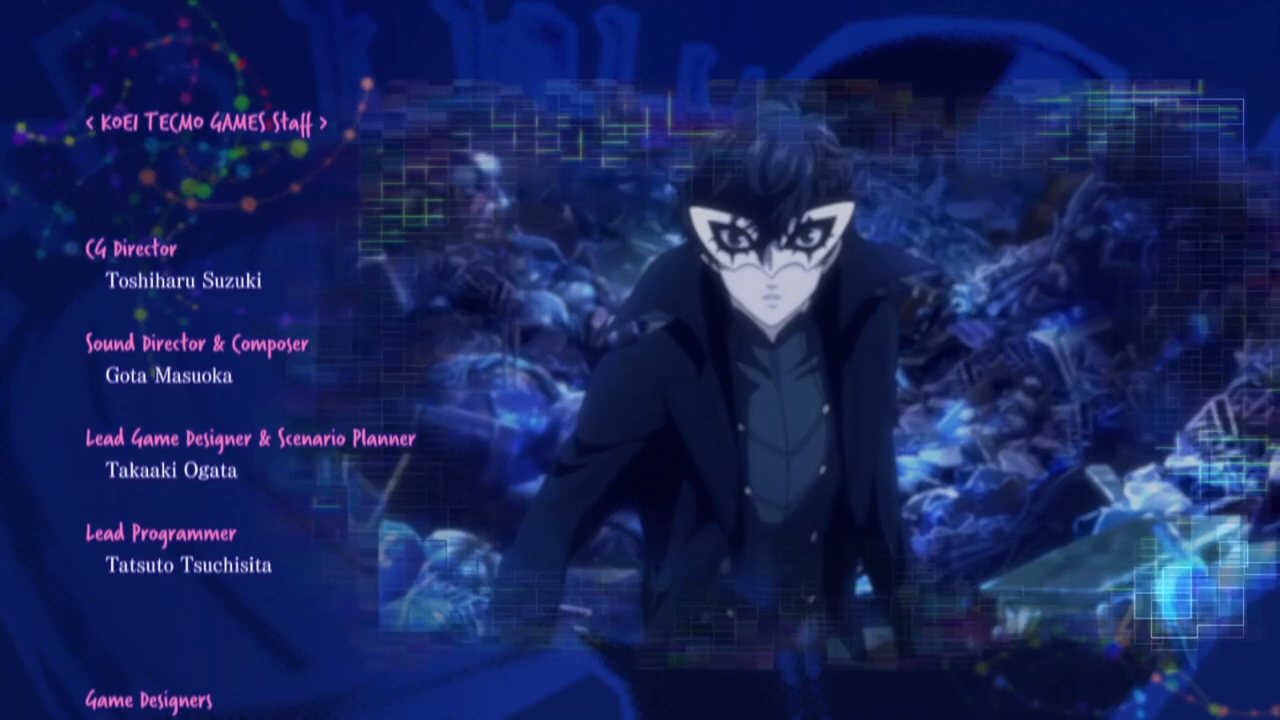 < KOEI TECMO GAMES Staff >
CG Director
Toshiharu Suzuki
Sound Director & Composer
Gota Masuoka
Lead Game Designer & Scenario Planner
Takaaki Ogata
Lead Programmer
Tatsuto Tsuchisita
Game Designers